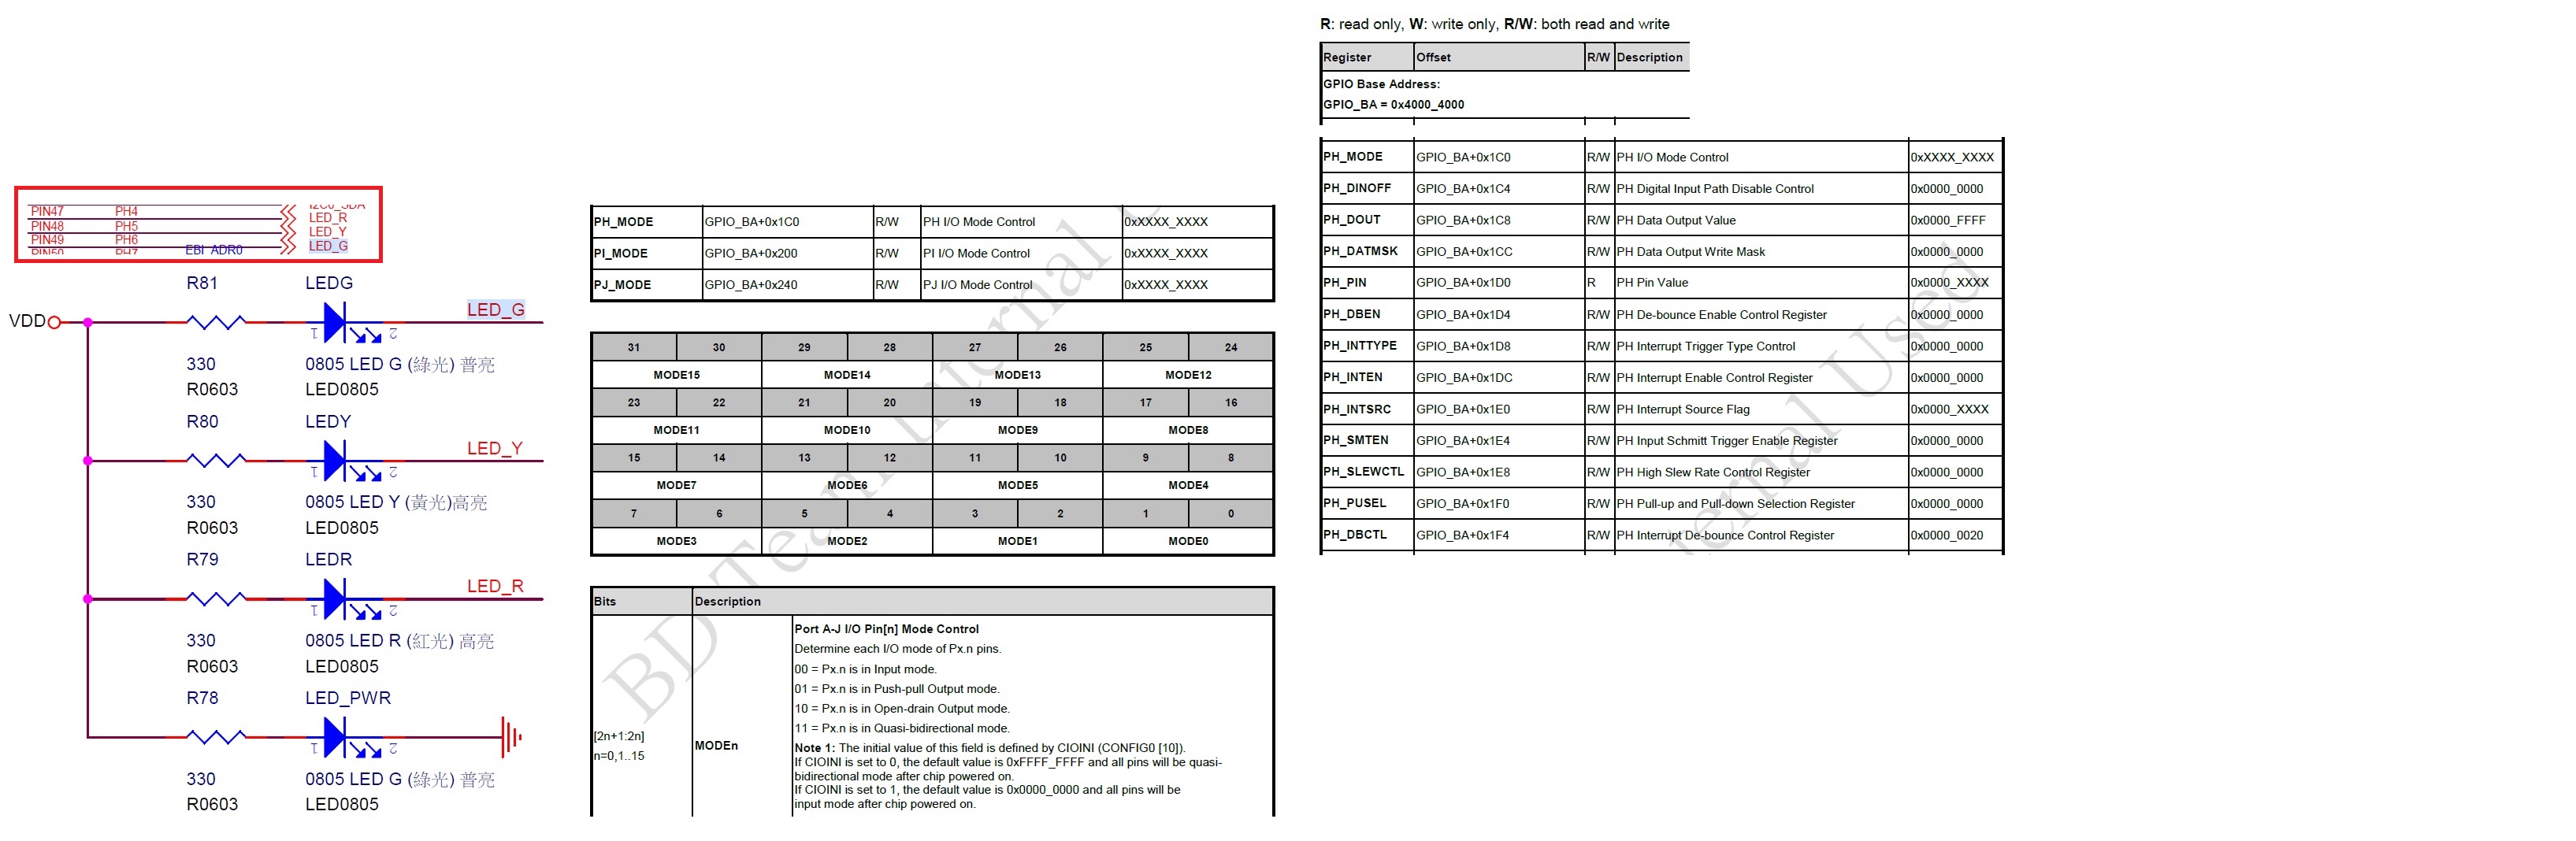 PIN47 PH4 I2C0_SDA
PIN48 PH5 LED_R
PIN49 PH6 LED_Y
PIN50 PH7 EBI_ADR0 LED_G
R81 LEDG
VDD 1 2 LED_G
330 0805 LED G (綠光) 普亮
R0603 LED0805
R80 LEDY
1 2 LED_Y
330 0805 LED Y (黃光)高亮
R0603 LED0805
R79 LEDR
1 2 LED_R
330 0805 LED R (紅光) 高亮
R0603 LED0805
R78 LED_PWR
1 2
330 0805 LED G (綠光) 普亮
R0603 LED0805
PH_MODE GPIO_BA+0x1C0 R/W PH I/O Mode Control 0xXXXX_XXXX
PI_MODE GPIO_BA+0x200 R/W PI I/O Mode Control 0xXXXX_XXXX
PJ_MODE GPIO_BA+0x240 R/W PJ I/O Mode Control 0xXXXX_XXXX
31 30 29 28 27 26 25 24
MODE15 MODE14 MODE13 MODE12
23 22 21 20 19 18 17 16
MODE11 MODE10 MODE9 MODE8
15 14 13 12 11 10 9 8
MODE7 MODE6 MODE5 MODE4
7 6 5 4 3 2 1 0
MODE3 MODE2 MODE1 MODE0
Bits Description
[2n+1:2n]
n=0,1..15
MODEn
Port A-J I/O Pin[n] Mode Control
Determine each I/O mode of Px.n pins.
00 = Px.n is in Input mode.
01 = Px.n is in Push-pull Output mode.
10 = Px.n is in Open-drain Output mode.
11 = Px.n is in Quasi-bidirectional mode.
Note 1: The initial value of this field is defined by CIOINI (CONFIG0 [10]).
If CIOINI is set to 0, the default value is 0xFFFF_FFFF and all pins will be quasi-
bidirectional mode after chip powered on.
If CIOINI is set to 1, the default value is 0x0000_0000 and all pins will be
input mode after chip powered on.
BD Team Internal
R: read only, W: write only, R/W: both read and write
Register Offset R/W Description
GPIO Base Address:
GPIO_BA = 0x4000_4000
PH_MODE GPIO_BA+0x1C0 R/W PH I/O Mode Control 0xXXXX_XXXX
PH_DINOFF GPIO_BA+0x1C4 R/W PH Digital Input Path Disable Control 0x0000_0000
PH_DOUT GPIO_BA+0x1C8 R/W PH Data Output Value 0x0000_FFFF
PH_DATMSK GPIO_BA+0x1CC R/W PH Data Output Write Mask 0x0000_0000
PH_PIN GPIO_BA+0x1D0 R PH Pin Value 0x0000_XXXX
PH_DBEN GPIO_BA+0x1D4 R/W PH De-bounce Enable Control Register 0x0000_0000
PH_INTTYPE GPIO_BA+0x1D8 R/W PH Interrupt Trigger Type Control 0x0000_0000
PH_INTEN GPIO_BA+0x1DC R/W PH Interrupt Enable Control Register 0x0000_0000
PH_INTSRC GPIO_BA+0x1E0 R/W PH Interrupt Source Flag 0x0000_XXXX
PH_SMTEN GPIO_BA+0x1E4 R/W PH Input Schmitt Trigger Enable Register 0x0000_0000
PH_SLEWCTL GPIO_BA+0x1E8 R/W PH High Slew Rate Control Register 0x0000_0000
PH_PUSEL GPIO_BA+0x1F0 R/W PH Pull-up and Pull-down Selection Register 0x0000_0000
PH_DBCTL GPIO_BA+0x1F4 R/W PH Interrupt De-bounce Control Register 0x0000_0020
ernal Used